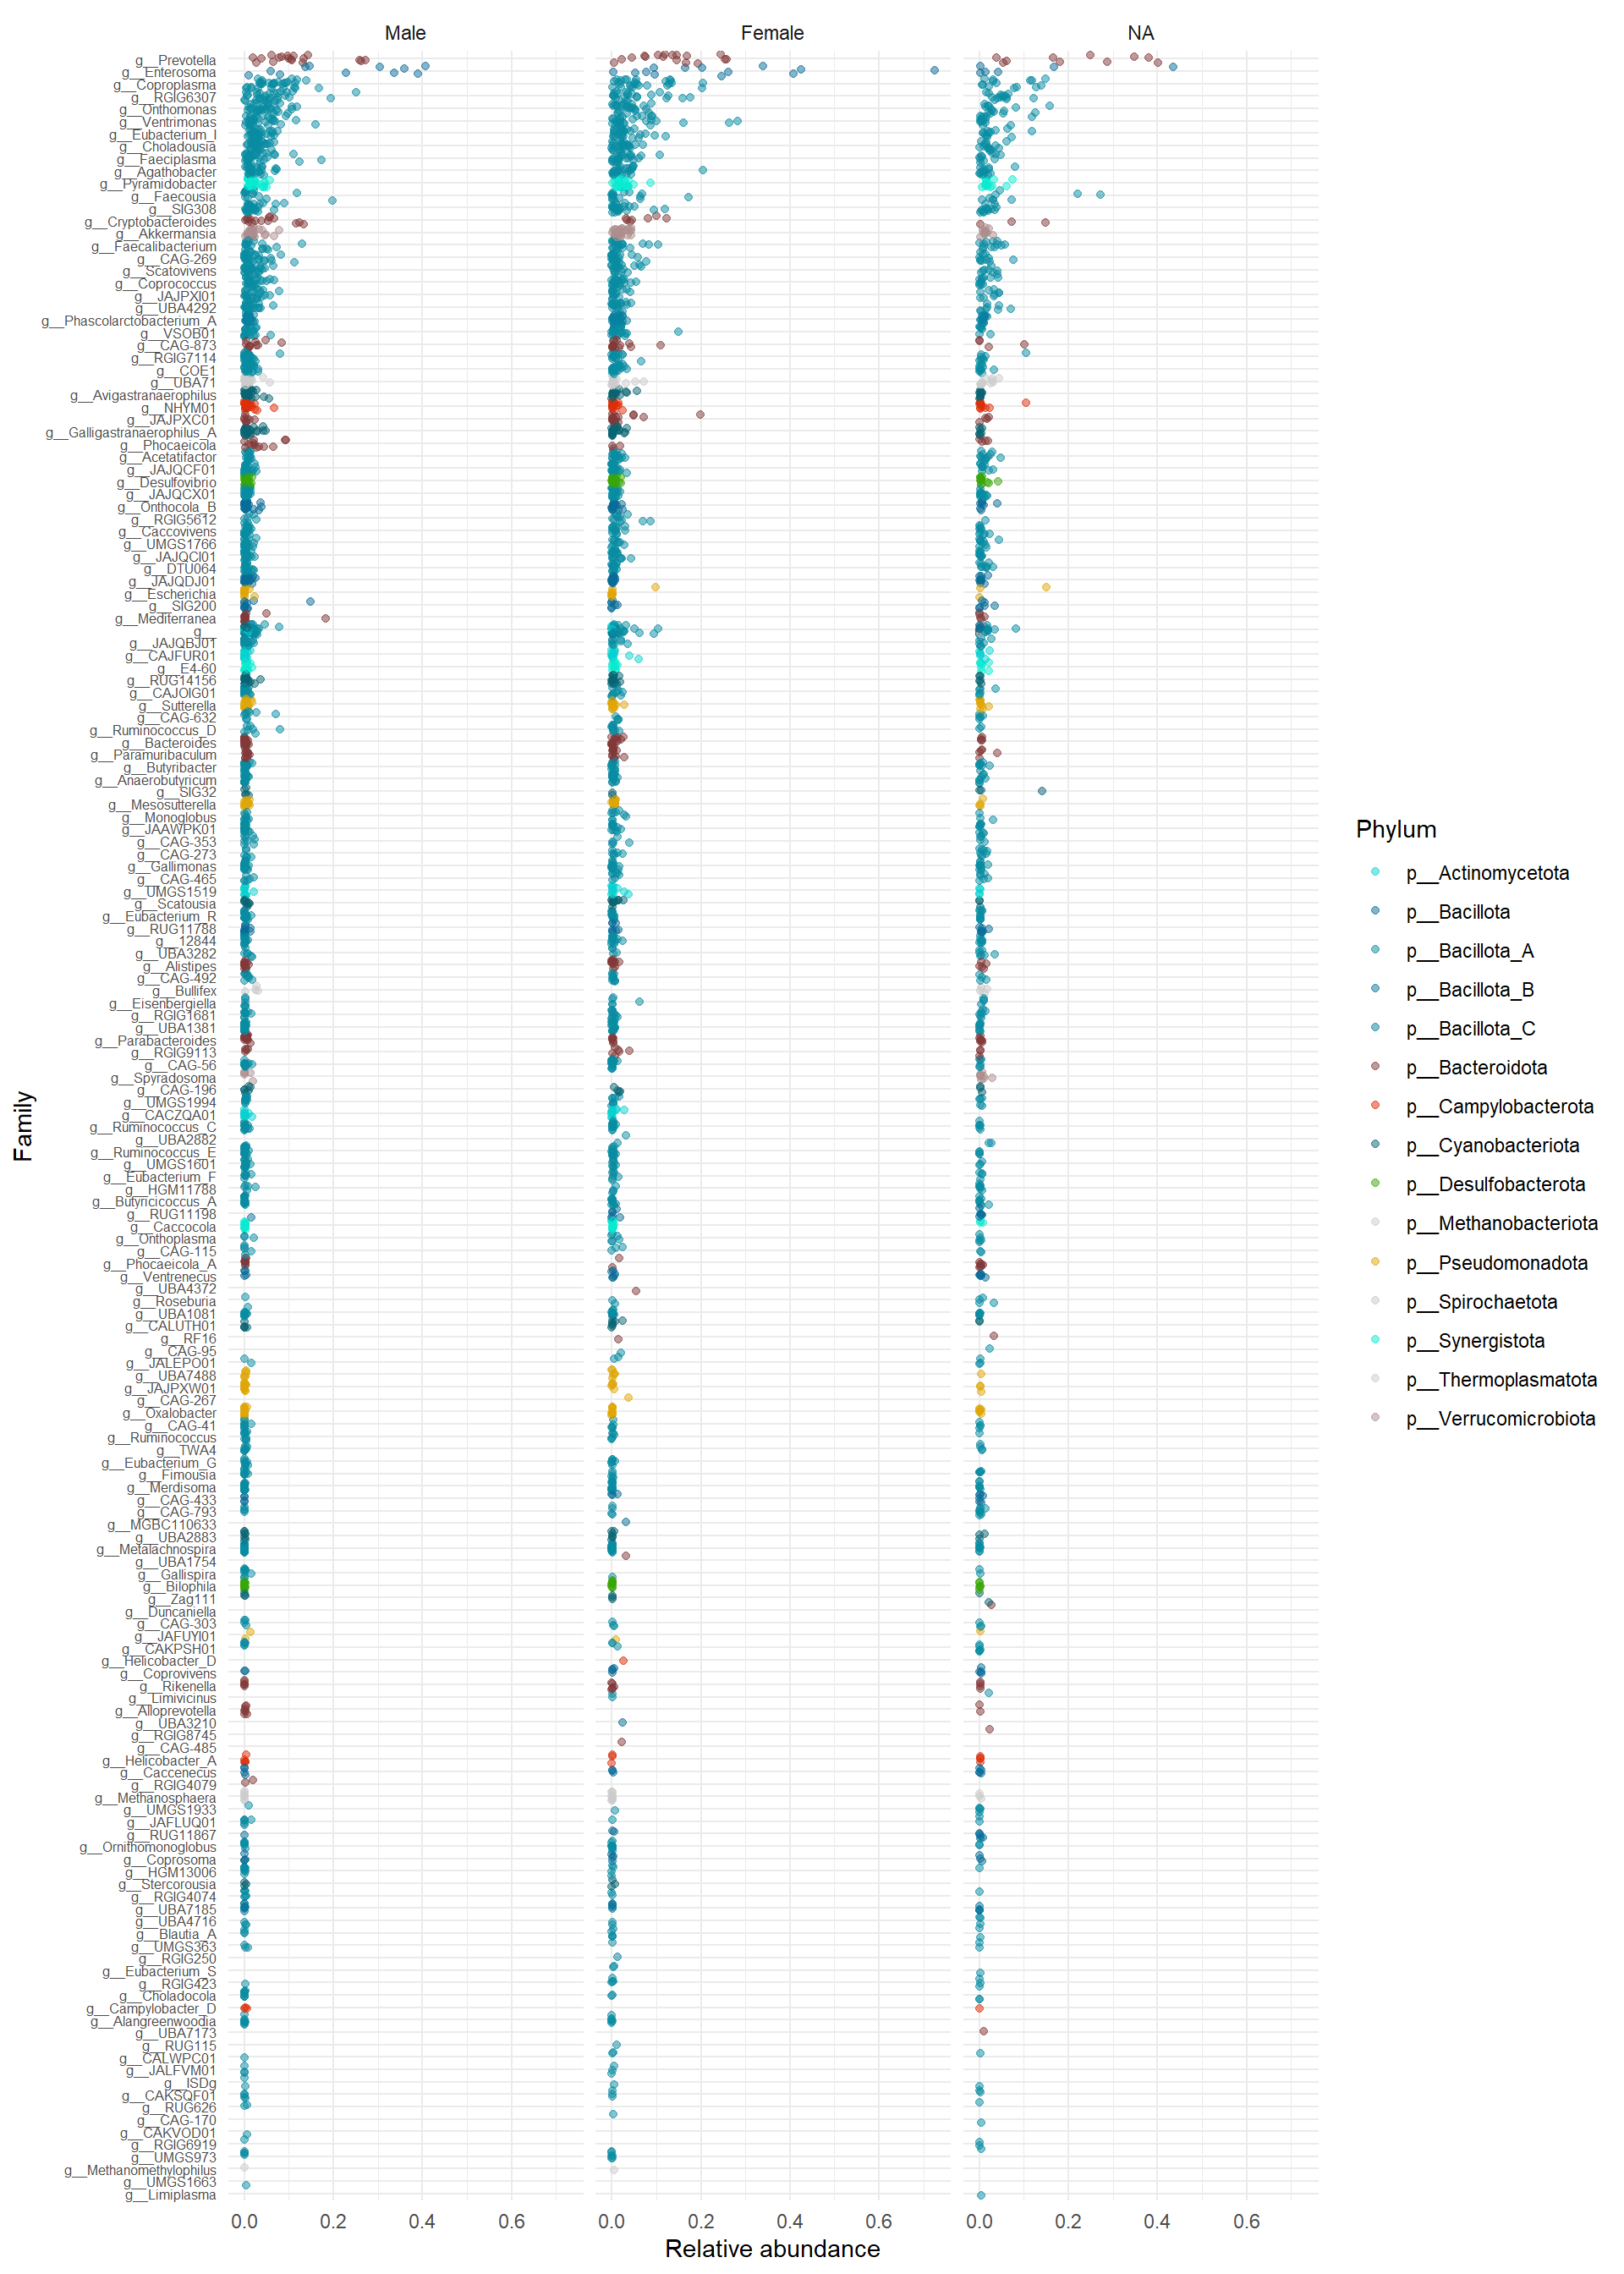 Male Female NA
g__Prevotella
g__Enterosoma
g__Coproplasma
g__RGIG6307
g__Onthomonas
g__Ventrimonas
g__Eubacterium_I
g__Choladousia
g__Faeciplasma
g__Agathobacter
g__Pyramidobacter
g__Faecousia
g__SIG308
g__Cryptobacteroides
g__Akkermansia
g__Faecalibacterium
g__CAG-269
g__Scatovivens
g__Coprococcus
g__JAJPXI01
g__UBA4292
g__Phascolarctobacterium_A
g__VSOB01
g__CAG-873
g__RGIG7114
g__COE1
g__UBA71
g__Avigastranaerophilus
g__NHYM01
g__JAJPXC01
g__Galligastranaerophilus_A
g__Phocaeicola
g__Acetatifactor
g__JAJQCF01
g__Desulfovibrio
g__JAJQCX01
g__Onthocola_B
g__RGIG5612
g__Caccovivens
g__UMGS1766
g__JAJQCI01
g__DTU064
g__JAJQDJ01
g__Escherichia
g__SIG200
g__Mediterranea
g__
g__JAJQBJ01
g__CAJFUR01
g__E4-60
g__RUG14156
g__CAJOIG01
g__Sutterella
g__CAG-632
g__Ruminococcus_D
g__Bacteroides
g__Paramuribaculum
g__Butyribacter
g__Anaerobutyricum
g__SIG32
g__Mesosutterella
g__Monoglobus
g__JAAWPK01
g__CAG-353
g__CAG-273
g__Gallimonas
g__CAG-465
g__UMGS1519
g__Scatousia
g__Eubacterium_R
g__RUG11788
g__12844
g__UBA3282
g__Alistipes
g__CAG-492
g__Bullifex
g__Eisenbergiella
g__RGIG1681
g__UBA1381
g__Parabacteroides
g__RGIG9113
g__CAG-56
g__Spyradosoma
g__CAG-196
g__UMGS1994
g__CACZQA01
g__Ruminococcus_C
g__UBA2882
g__Ruminococcus_E
g__UMGS1601
g__Eubacterium_F
g__HGM11788
g__Butyricicoccus_A
g__RUG11198
g__Caccocola
g__Onthoplasma
g__CAG-115
g__Phocaeicola_A
g__Ventrenecus
g__UBA4372
g__Roseburia
g__UBA1081
g__CALUTH01
g__RF16
g__CAG-95
g__JALEPO01
g__UBA7488
g__JAJPXW01
g__CAG-267
g__Oxalobacter
g__CAG-41
g__Ruminococcus
g__TWA4
g__Eubacterium_G
g__Fimousia
g__Merdisoma
g__CAG-433
g__CAG-793
g__MGBC110633
g__UBA2883
g__Metalachnospira
g__UBA1754
g__Gallispira
g__Bilophila
g__Zag111
g__Duncaniella
g__CAG-303
g__JAFUYI01
g__CAKPSH01
g__Helicobacter_D
g__Coprovivens
g__Rikenella
g__Limivicinus
g__Alloprevotella
g__UBA3210
g__RGIG8745
g__CAG-485
g__Helicobacter_A
g__Caccenecus
g__RGIG4079
g__Methanosphaera
g__UMGS1933
g__JAFLUQ01
g__RUG11867
g__Ornithomonoglobus
g__Coprosoma
g__HGM13006
g__Stercorousia
g__RGIG4074
g__UBA7185
g__UBA4716
g__Blautia_A
g__UMGS363
g__RGIG250
g__Eubacterium_S
g__RGIG423
g__Choladocola
g__Campylobacter_D
g__Alangreenwoodia
g__UBA7173
g__RUG115
g__CALWPC01
g__JALFVM01
g__ISDg
g__CAKSQF01
g__RUG626
g__CAG-170
g__CAKVOD01
g__RGIG6919
g__UMGS973
g__Methanomethylophilus
g__UMGS1663
g__Limiplasma
0.0 0.2 0.4 0.6 0.0 0.2 0.4 0.6 0.0 0.2 0.4 0.6
Relative abundance
Family
Phylum
p__Actinomycetota
p__Bacillota
p__Bacillota_A
p__Bacillota_B
p__Bacillota_C
p__Bacteroidota
p__Campylobacterota
p__Cyanobacteriota
p__Desulfobacterota
p__Methanobacteriota
p__Pseudomonadota
p__Spirochaetota
p__Synergistota
p__Thermoplasmatota
p__Verrucomicrobiota